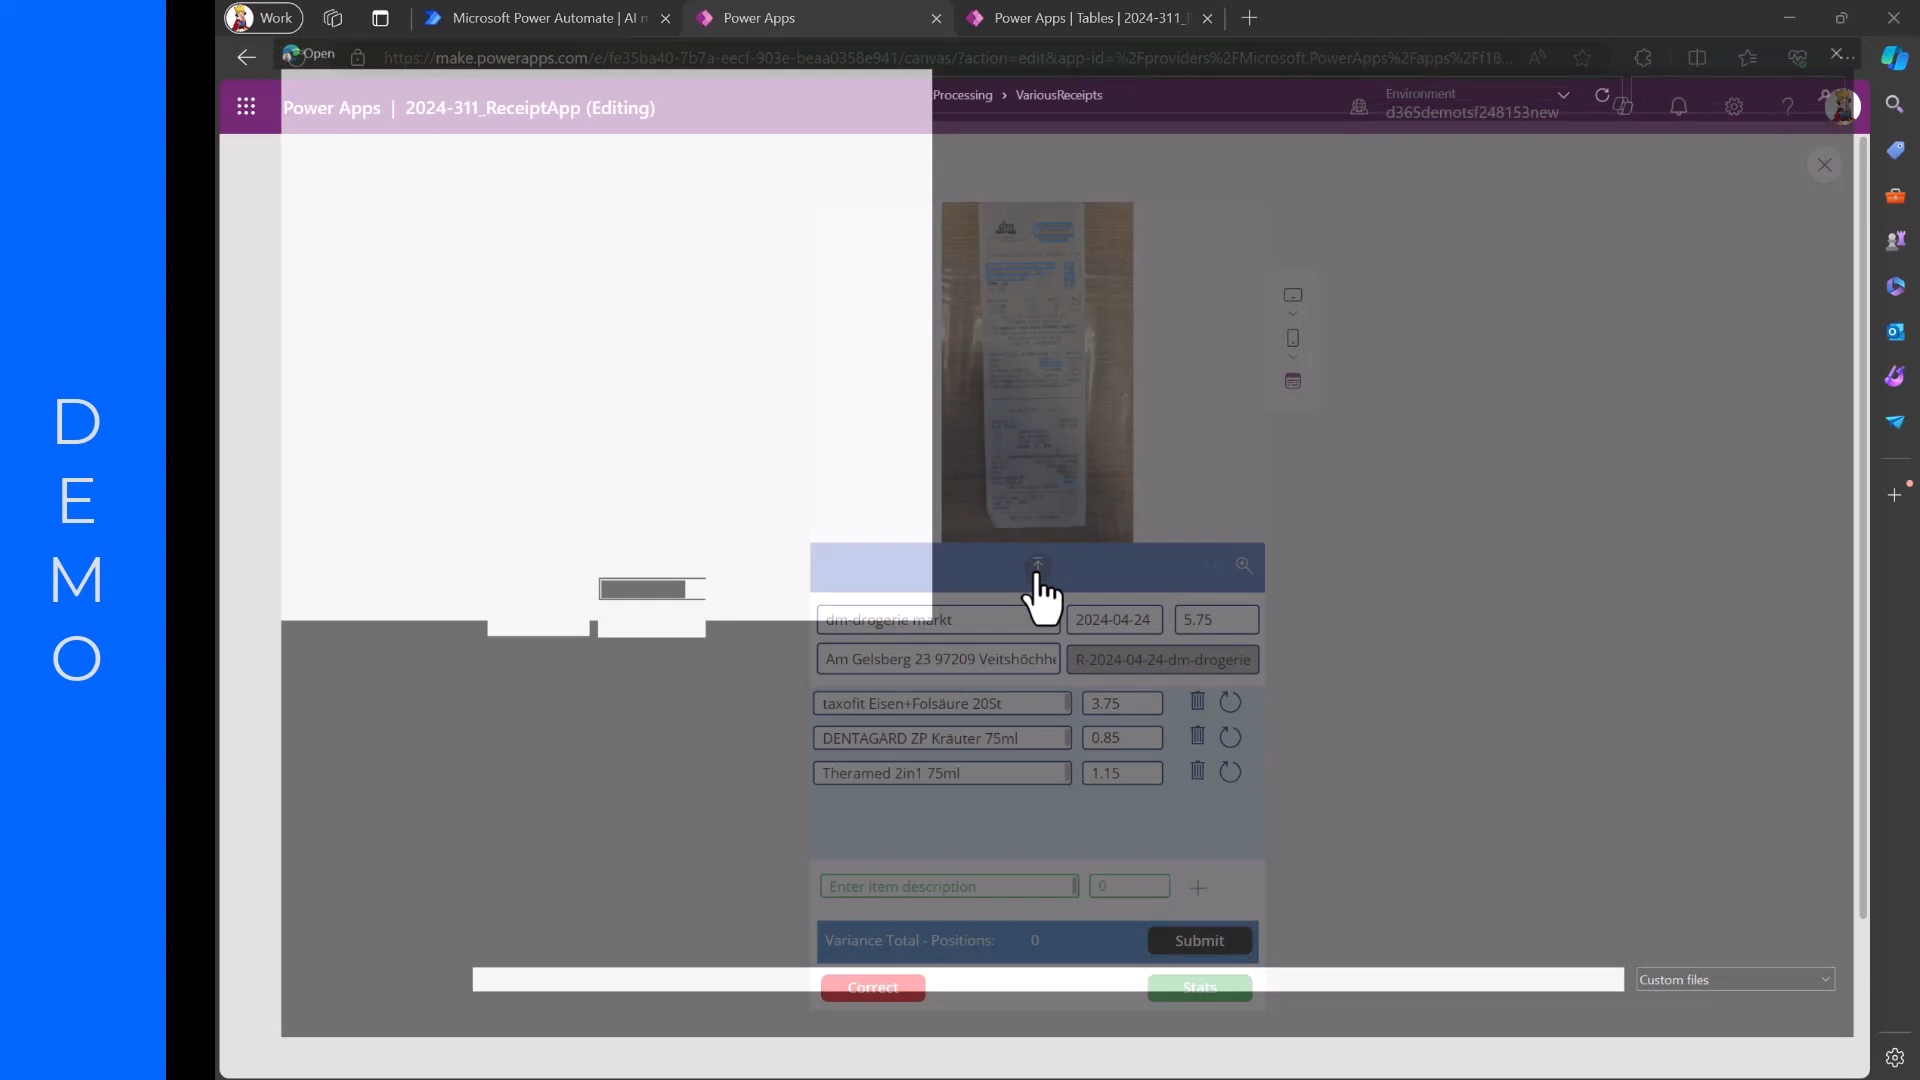 Work
Microsoft Power Automate | AI m
Power Apps
Power Apps | Tables | 2024-311_
Open
https://make.powerapps.com/e/fe35ba40-7b7a-eecf-903e-beaa0358e941/canvas/?action=edit&app-id=%2Fproviders%2FMicrosoft.PowerApps%2Fapps%2Ff18...
Power Apps | 2024-311_ReceiptApp (Editing)
Processing > VariousReceipts
Environment
d365demotsf248153new
D
E
M
O
dm-drogerie markt
2024-04-24
5.75
Am Gelsberg 23 97209 Veitshöchhe
R-2024-04-24-dm-drogerie
taxofit Eisen+Folsäure 20St
3.75
DENTAGARD ZP Kräuter 75ml
0.85
Theramed 2in1 75ml
1.15
Enter item description
0
Variance Total - Positions: 0
Submit
Custom files
Correct
Stats